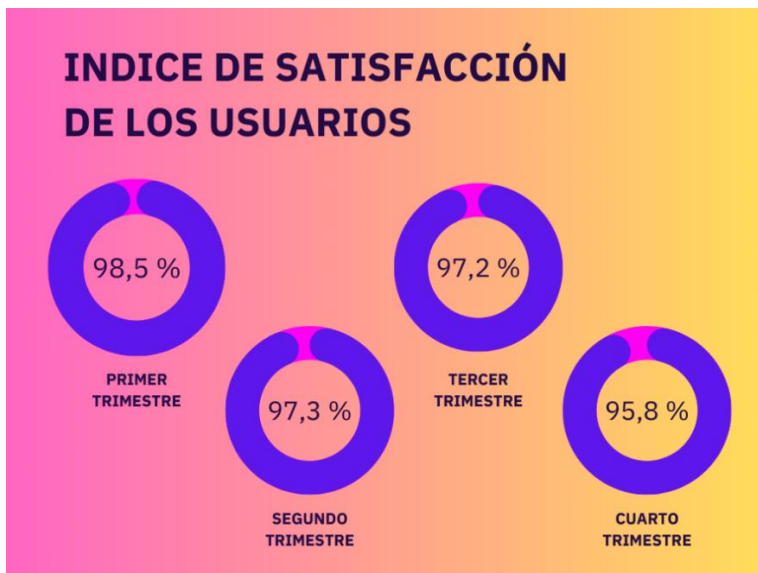 INDICE DE SATISFACCIÓN
DE LOS USUARIOS
98,5 %
PRIMER
TRIMESTRE
97,3 %
SEGUNDO
TRIMESTRE
97,2 %
TERCER
TRIMESTRE
95,8 %
CUARTO
TRIMESTRE